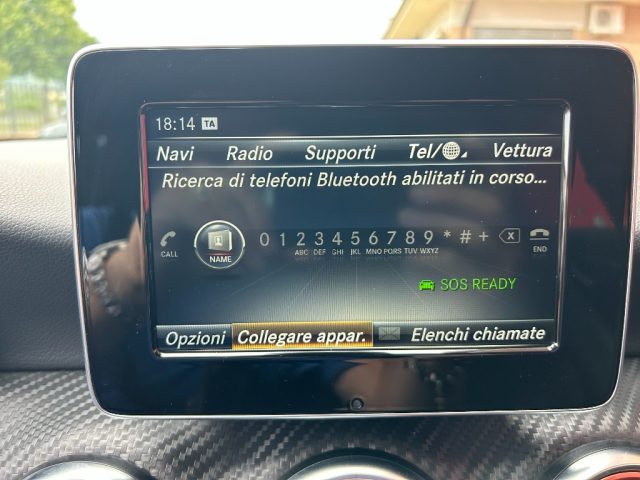 18:14 TA
Navi Radio Supporti Tel/ Vettura
Ricerca di telefoni Bluetooth abilitati in corso...
0 1 2 3 4 5 6 7 8 9 * # +
ABC DEF GHI JKL MNO PQRS TUV WXYZ
CALL NAME END
SOS READY
Opzioni Collegare appar. Elenchi chiamate